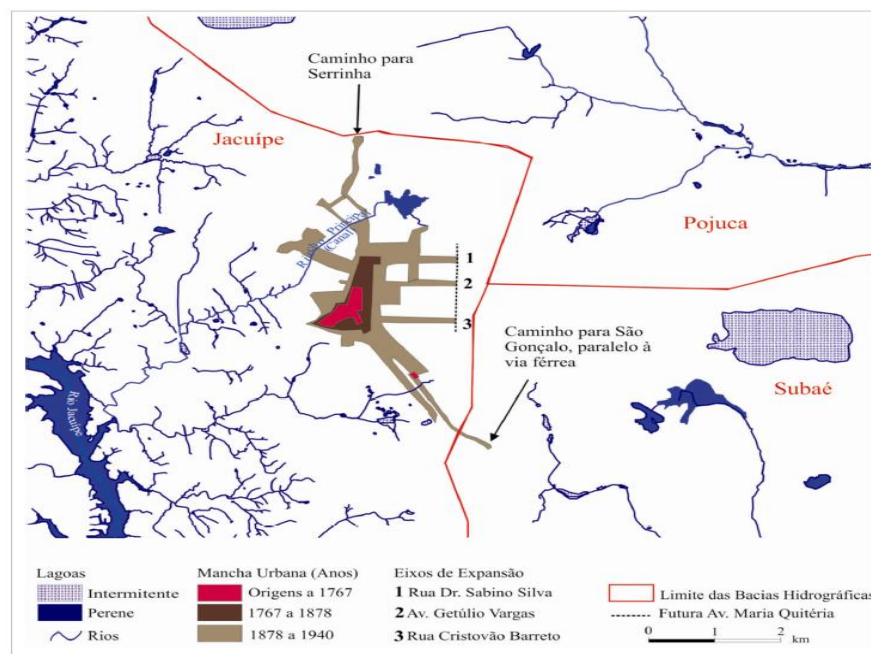 Caminho para
Serrinha
Jacuípe
Pojuca
Riacho Principal
(Canal)
1
2
3
Caminho para São
Gonçalo, paralelo à
via férrea
Subaé
Rio Jacuípe
Lagoas
Intermitente
Perene
Rios
Mancha Urbana (Anos)
Origens a 1767
1767 a 1878
1878 a 1940
Eixos de Expansão
1 Rua Dr. Sabino Silva
2 Av. Getúlio Vargas
3 Rua Cristovão Barreto
Limite das Bacias Hidrográficas
Futura Av. Maria Quitéria
0 1 2
km